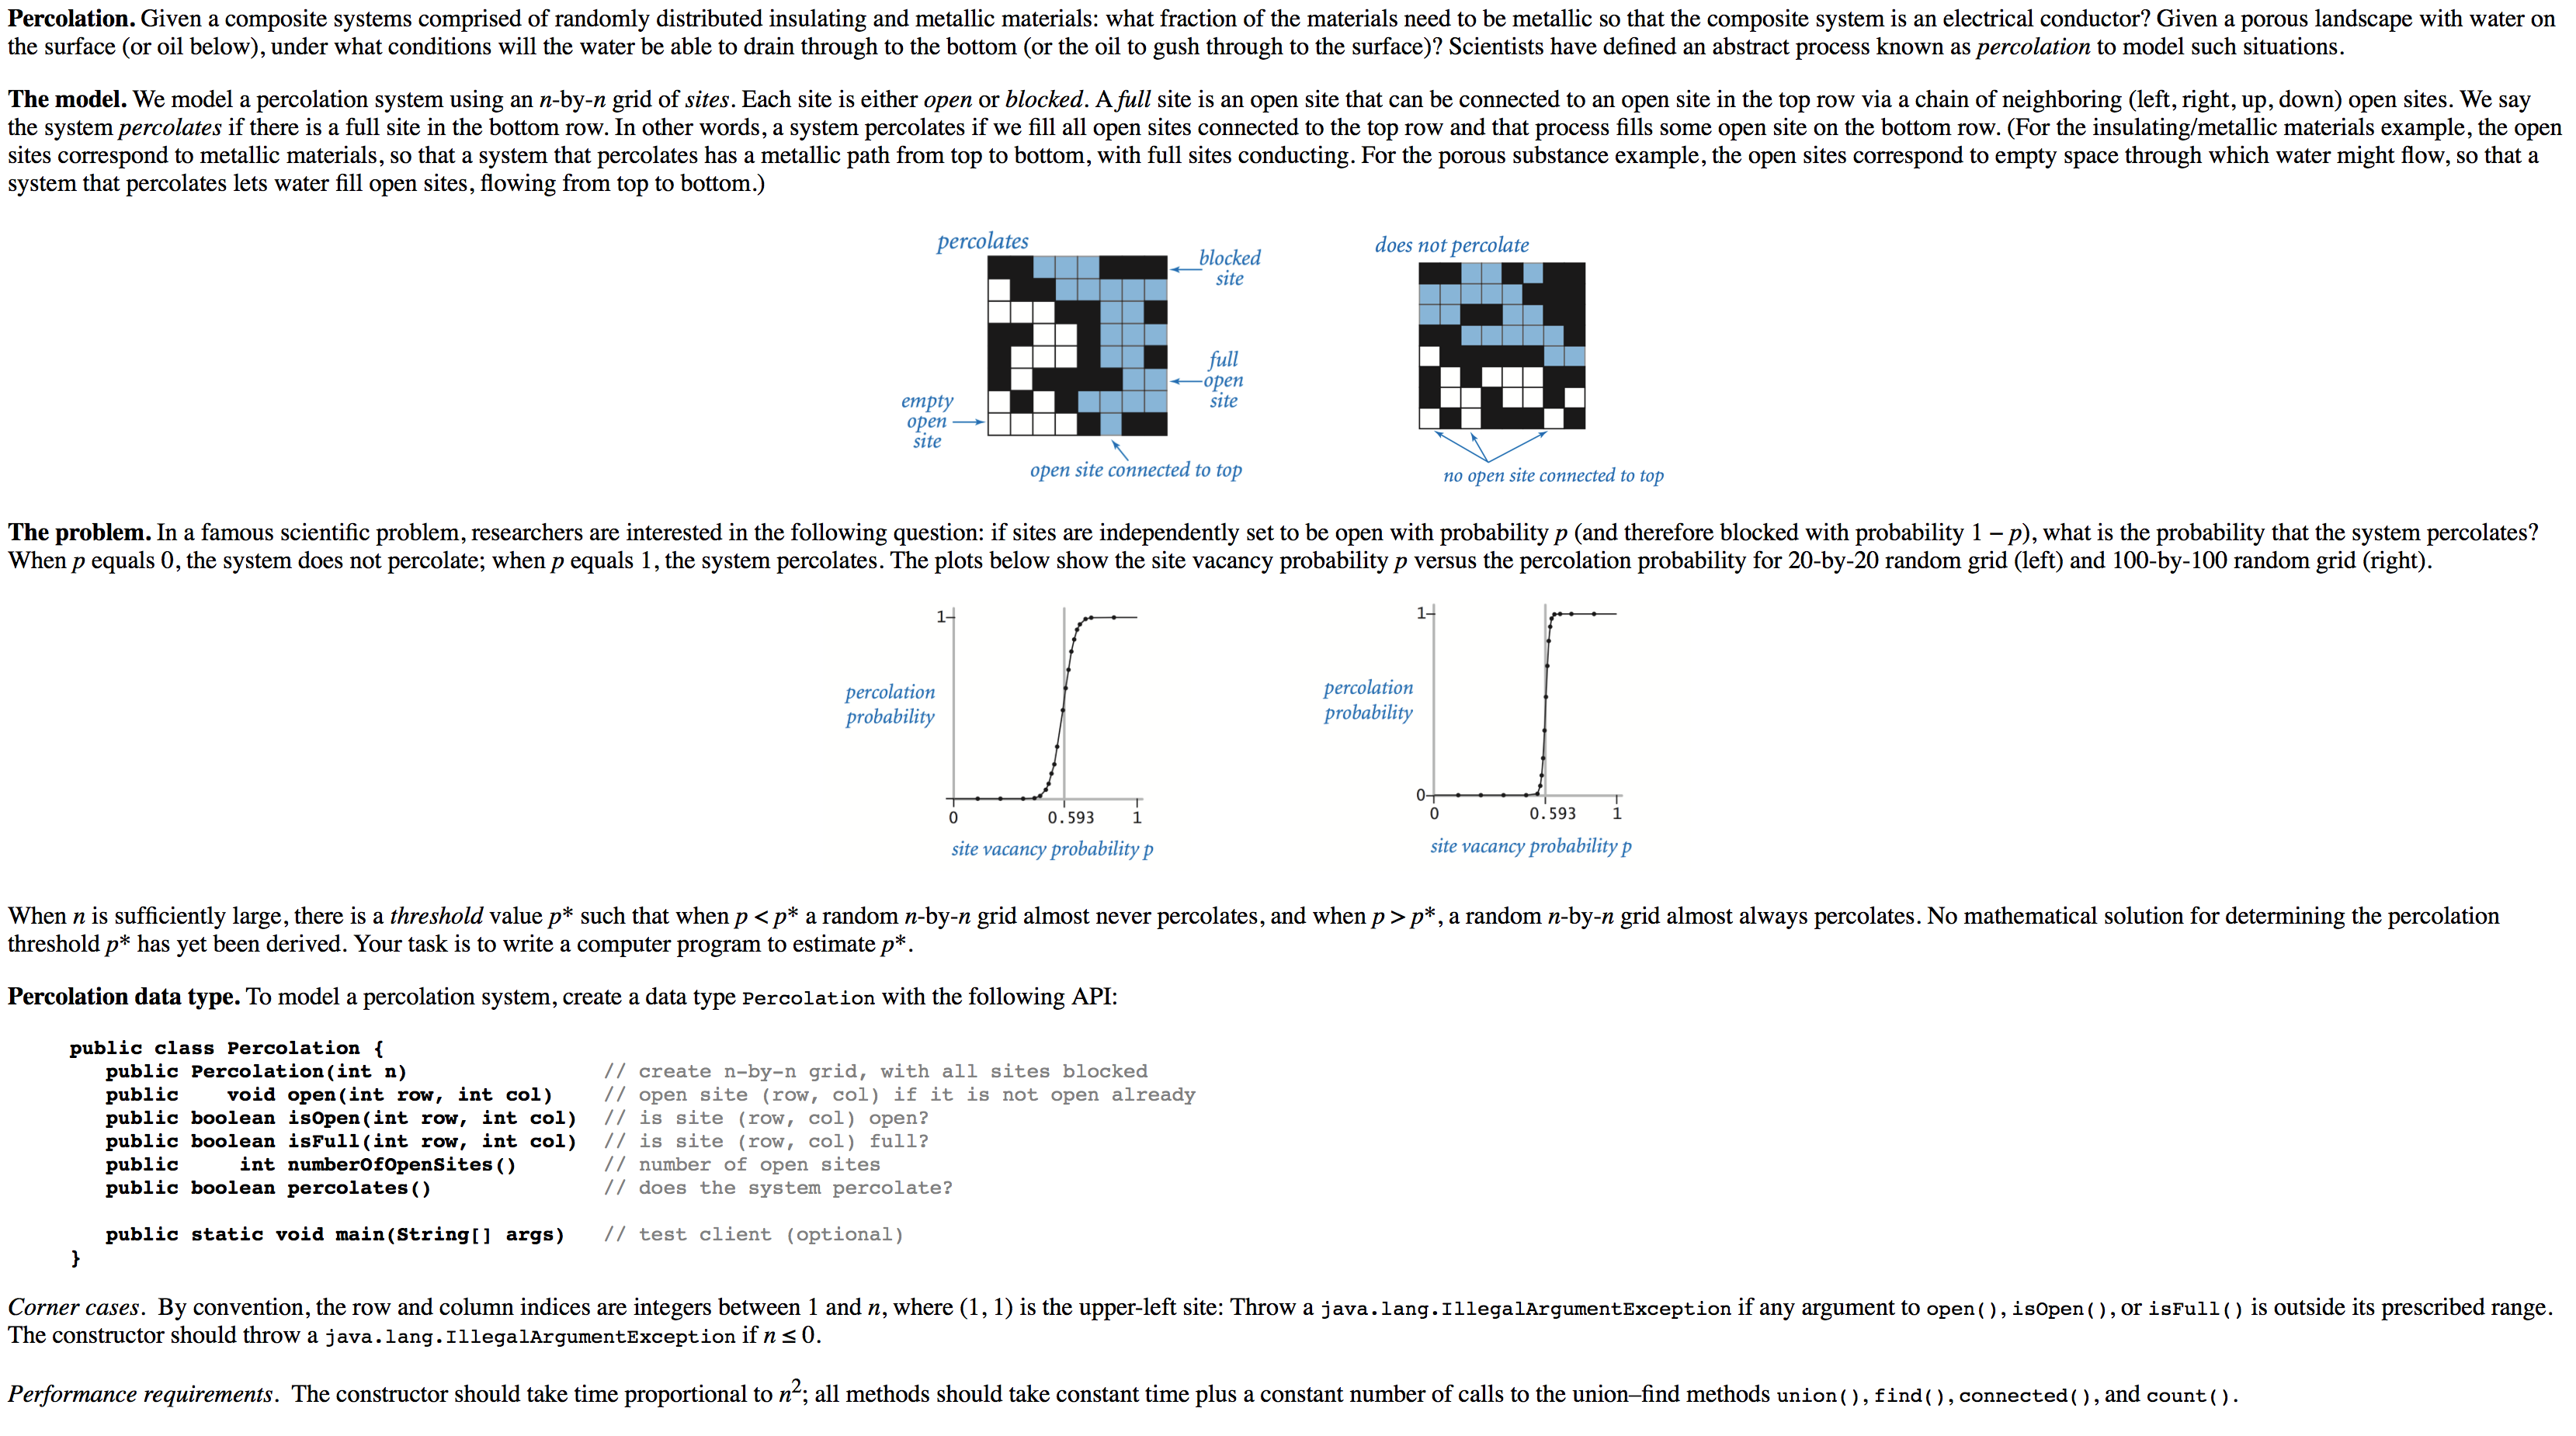 Percolation. Given a composite systems comprised of randomly distributed insulating and metallic materials: what fraction of the materials need to be metallic so that the composite system is an electrical conductor? Given a porous landscape with water on
the surface (or oil below), under what conditions will the water be able to drain through to the bottom (or the oil to gush through to the surface)? Scientists have defined an abstract process known as percolation to model such situations.
The model. We model a percolation system using an n-by-n grid of sites. Each site is either open or blocked. A full site is an open site that can be connected to an open site in the top row via a chain of neighboring (left, right, up, down) open sites. We say
the system percolates if there is a full site in the bottom row. In other words, a system percolates if we fill all open sites connected to the top row and that process fills some open site on the bottom row. (For the insulating/metallic materials example, the open
sites correspond to metallic materials, so that a system that percolates has a metallic path from top to bottom, with full sites conducting. For the porous substance example, the open sites correspond to empty space through which water might flow, so that a
system that percolates lets water fill open sites, flowing from top to bottom.)
percolates
blocked
site
full
open
site
empty
open
site
open site connected to top
does not percolate
no open site connected to top
The problem. In a famous scientific problem, researchers are interested in the following question: if sites are independently set to be open with probability p (and therefore blocked with probability 1 − p), what is the probability that the system percolates?
When p equals 0, the system does not percolate; when p equals 1, the system percolates. The plots below show the site vacancy probability p versus the percolation probability for 20-by-20 random grid (left) and 100-by-100 random grid (right).
1
percolation
probability
0 0.593 1
site vacancy probability p
1
percolation
probability
0
0 0.593 1
site vacancy probability p
When n is sufficiently large, there is a threshold value p* such that when p < p* a random n-by-n grid almost never percolates, and when p > p*, a random n-by-n grid almost always percolates. No mathematical solution for determining the percolation
threshold p* has yet been derived. Your task is to write a computer program to estimate p*.
Percolation data type. To model a percolation system, create a data type Percolation with the following API:
public class Percolation {
public Percolation(int n) // create n-by-n grid, with all sites blocked
public void open(int row, int col) // open site (row, col) if it is not open already
public boolean isOpen(int row, int col) // is site (row, col) open?
public boolean isFull(int row, int col) // is site (row, col) full?
public int numberOfOpenSites() // number of open sites
public boolean percolates() // does the system percolate?
public static void main(String[] args) // test client (optional)
}
Corner cases. By convention, the row and column indices are integers between 1 and n, where (1, 1) is the upper-left site: Throw a java.lang.IllegalArgumentException if any argument to open(), isOpen(), or isFull() is outside its prescribed range.
The constructor should throw a java.lang.IllegalArgumentException if n ≤ 0.
Performance requirements. The constructor should take time proportional to n²; all methods should take constant time plus a constant number of calls to the union–find methods union(), find(), connected(), and count().